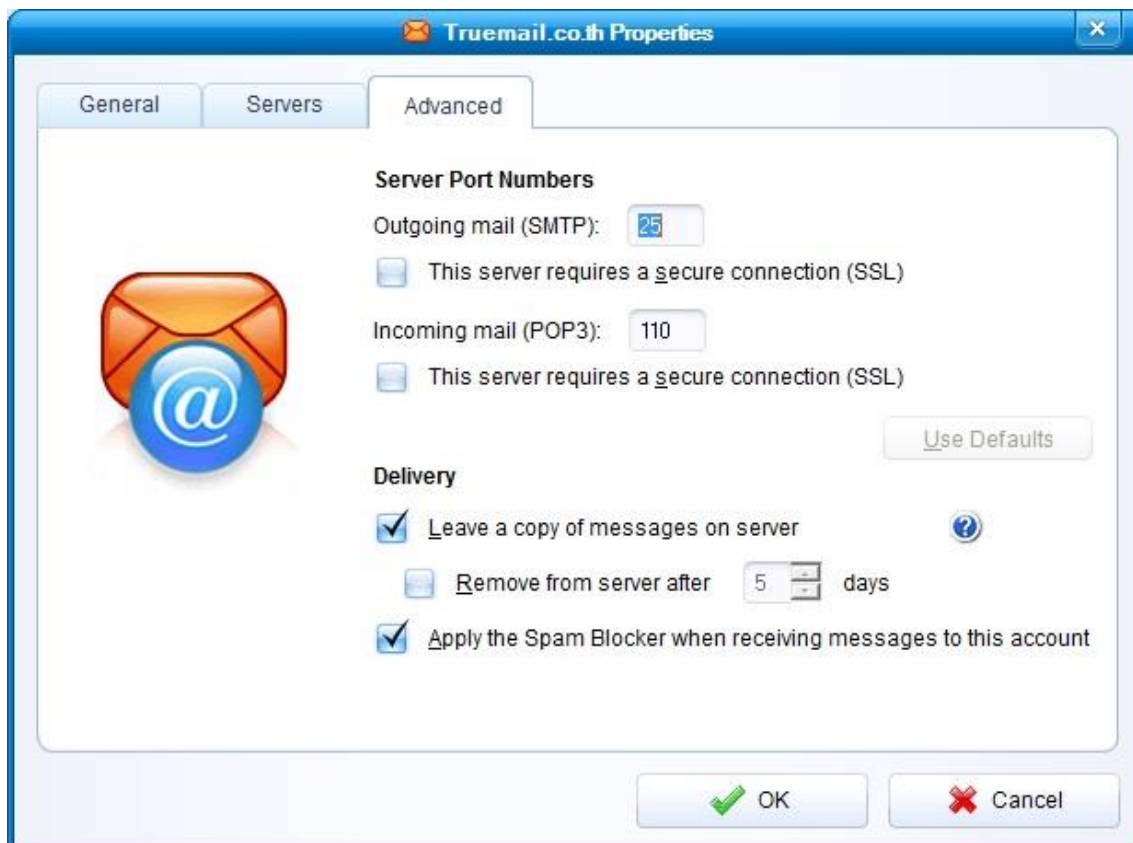 Truemail.co.th Properties
General Servers Advanced
Server Port Numbers
Outgoing mail (SMTP): 25
This server requires a secure connection (SSL)
Incoming mail (POP3): 110
This server requires a secure connection (SSL)
Use Defaults
Delivery
Leave a copy of messages on server
Remove from server after 5 days
Apply the Spam Blocker when receiving messages to this account
OK Cancel